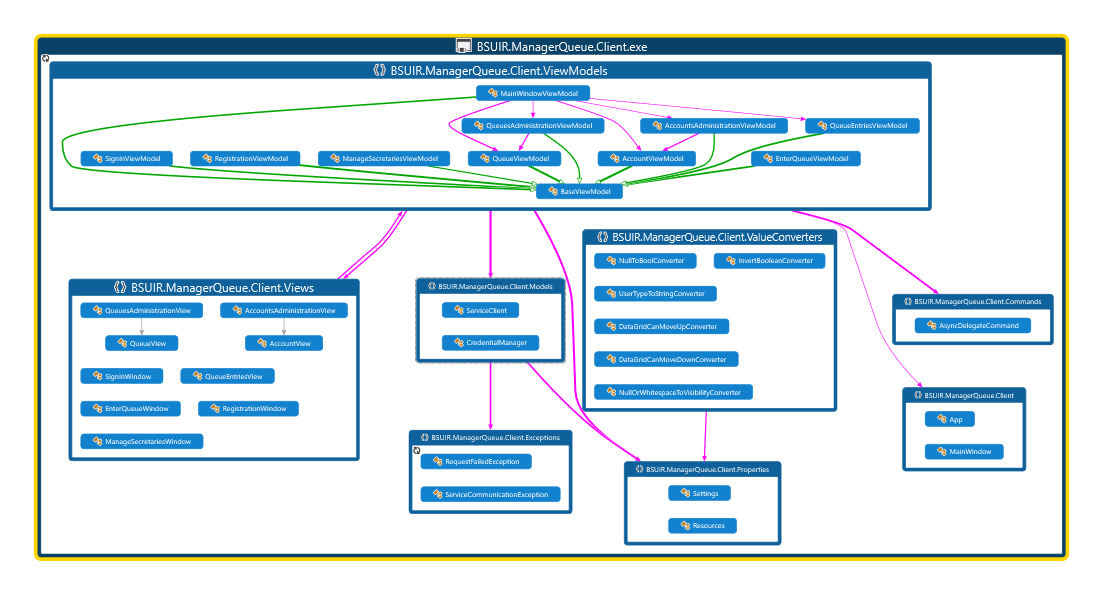 BSUIR.ManagerQueue.Client.exe
BSUIR.ManagerQueue.Client.ViewModels
MainWindowViewModel
QueuesAdministrationViewModel
AccountsAdministrationViewModel
QueueEntriesViewModel
SignInViewModel
RegistrationViewModel
ManageSecretariesViewModel
QueueViewModel
AccountViewModel
EnterQueueViewModel
BaseViewModel
BSUIR.ManagerQueue.Client.Views
QueuesAdministrationView
AccountsAdministrationView
QueueView
AccountView
SignInWindow
QueueEntriesView
EnterQueueWindow
RegistrationWindow
ManageSecretariesWindow
BSUIR.ManagerQueue.Client.Models
ServiceClient
CredentialManager
BSUIR.ManagerQueue.Client.Exceptions
RequestFailedException
ServiceCommunicationException
BSUIR.ManagerQueue.Client.ValueConverters
NullToBoolConverter
InvertBooleanConverter
UserTypeToStringConverter
DataGridCanMoveUpConverter
DataGridCanMoveDownConverter
NullOrWhitespaceToVisibilityConverter
BSUIR.ManagerQueue.Client.Properties
Settings
Resources
BSUIR.ManagerQueue.Client.Commands
AsyncDelegateCommand
BSUIR.ManagerQueue.Client
App
MainWindow